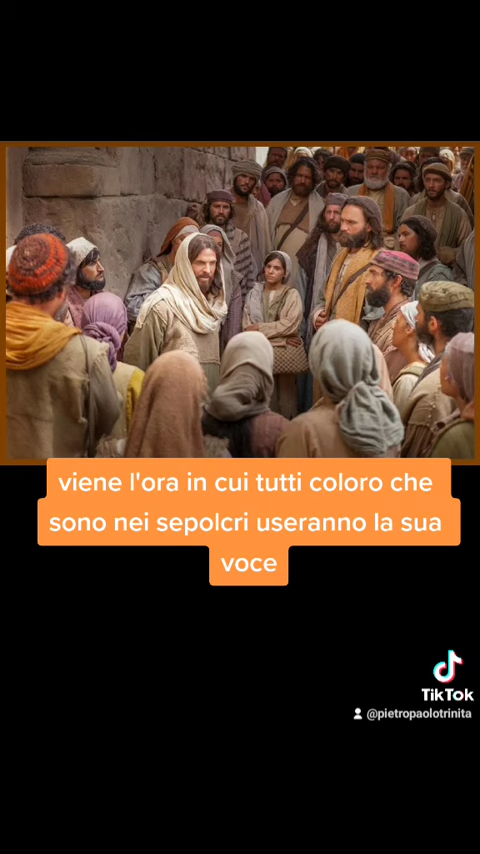 viene l'ora in cui tutti coloro che
sono nei sepolcri useranno la sua
voce
TikTok
@pietropaolotrinita